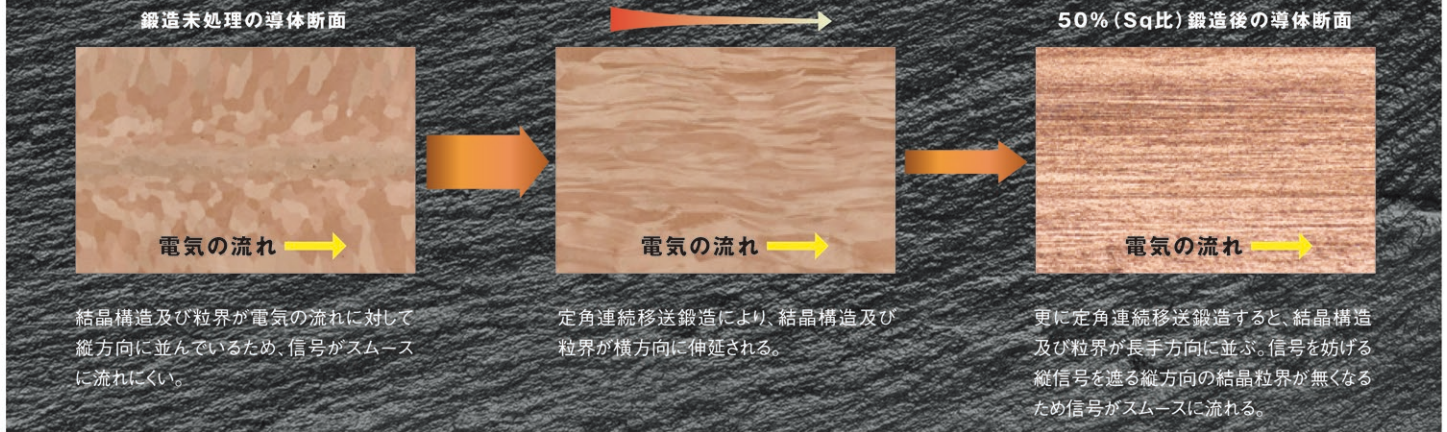 鍛造未処理の導体断面
50%(Sq比)鍛造後の導体断面
電気の流れ
電気の流れ
電気の流れ
結晶構造及び粒界が電気の流れに対して
縦方向に並んでいるため、信号がスムース
に流れにくい。
定角連続移送鍛造により、結晶構造及び
粒界が横方向に伸延される。
更に定角連続移送鍛造すると、結晶構造
及び粒界が長手方向に並ぶ。信号を妨げる
縦信号を遮る縦方向の結晶粒界が無くなる
ため信号がスムースに流れる。